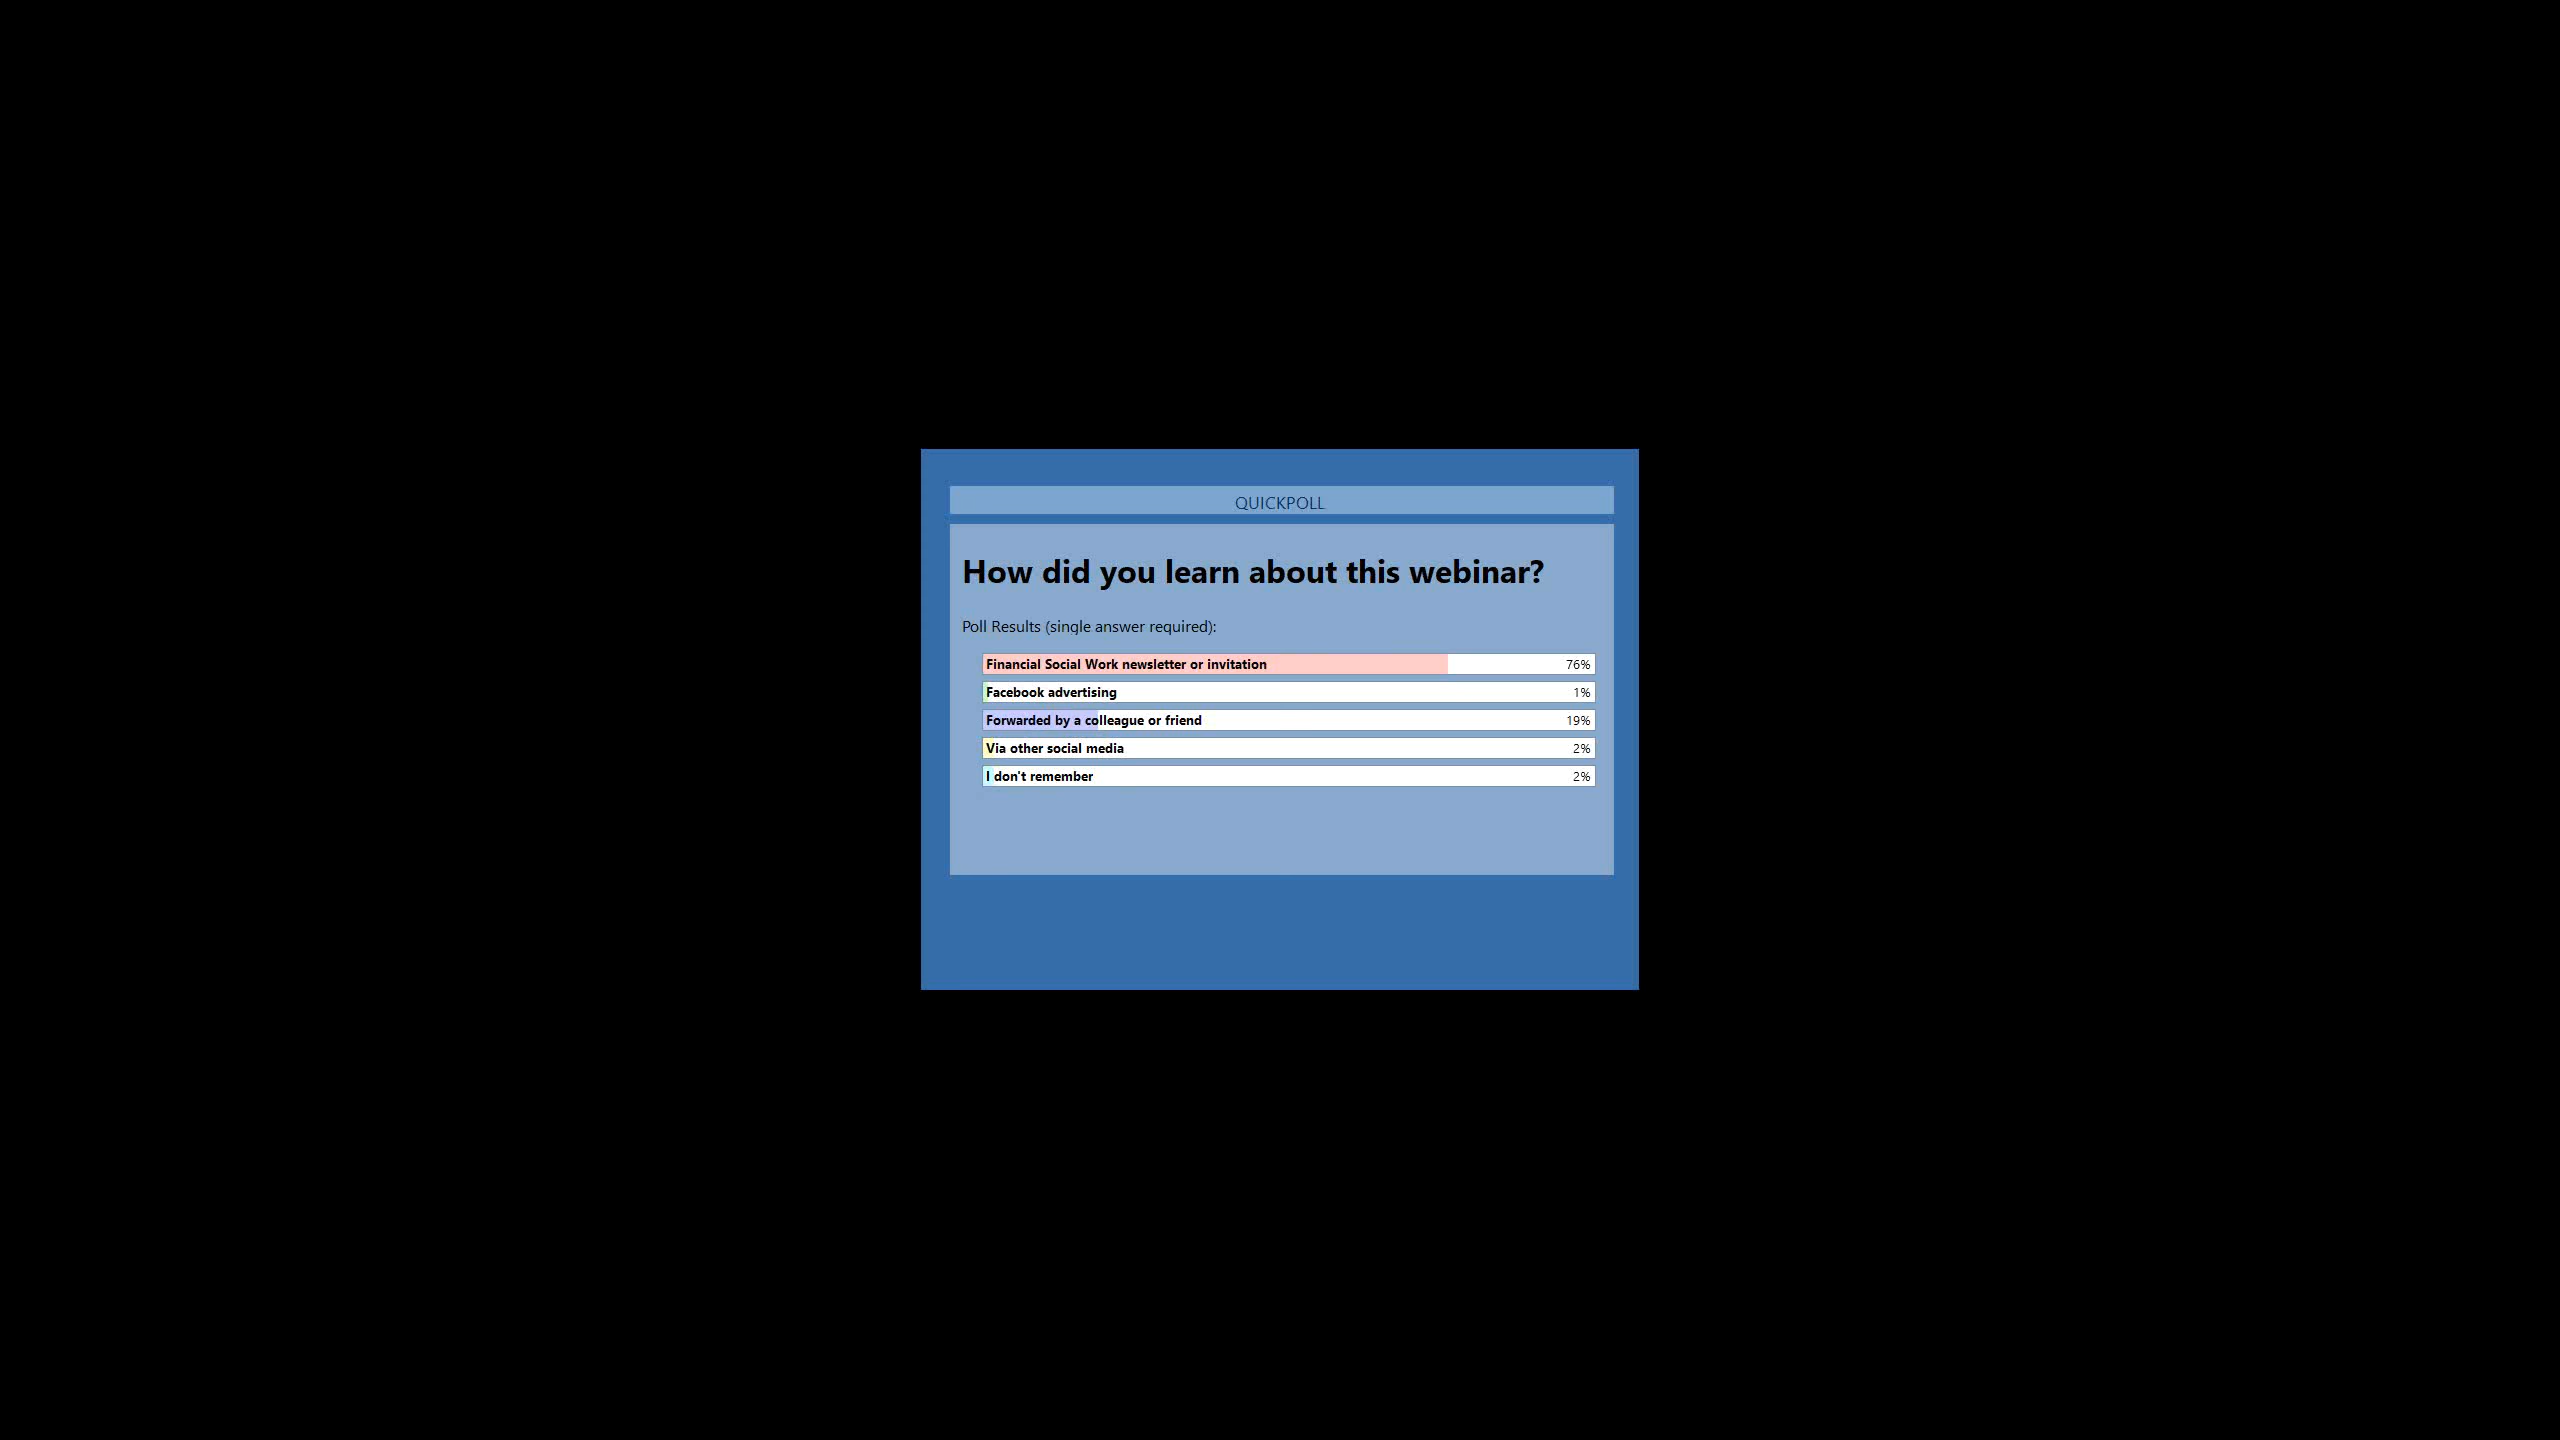 QUICKPOLL
How did you learn about this webinar?
Poll Results (single answer required):
Financial Social Work newsletter or invitation 76%
Facebook advertising 1%
Forwarded by a colleague or friend 19%
Via other social media 2%
I don't remember 2%